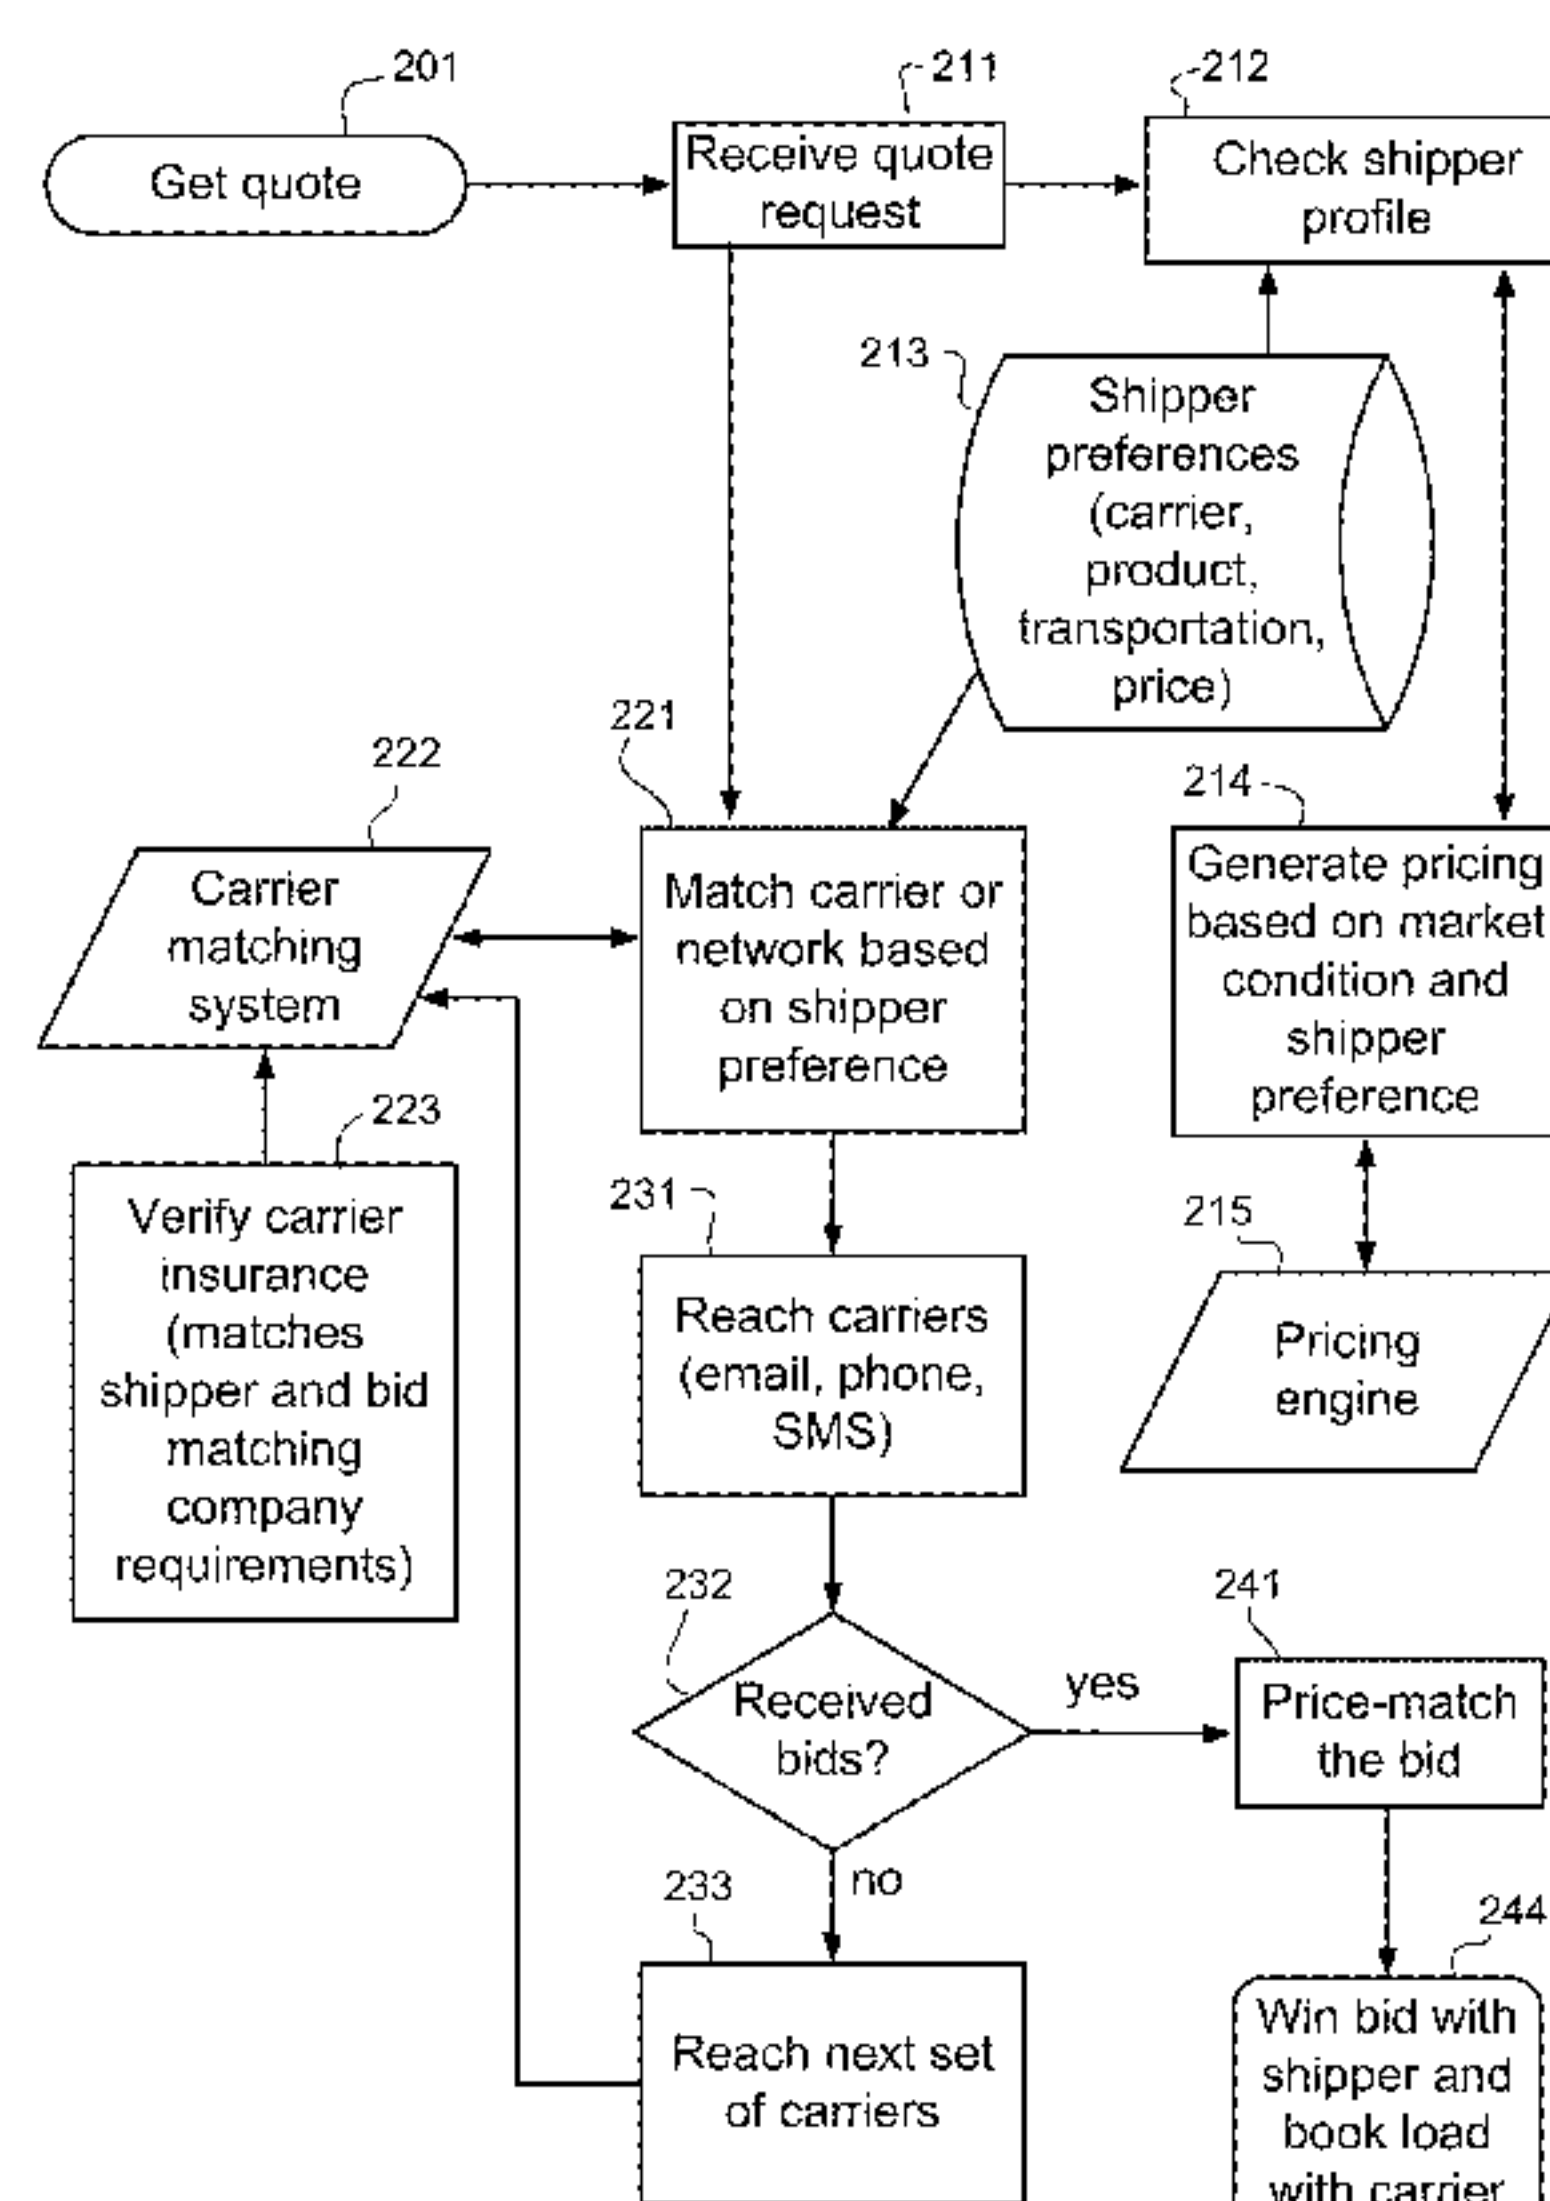 201
Get quote
211
Receive quote
request
212
Check shipper
profile
213
Shipper
preferences
(carrier,
product,
transportation,
price)
221
Match carrier or
network based
on shipper
preference
222
Carrier
matching
system
223
Verify carrier
insurance
(matches
shipper and bid
matching
company
requirements)
214
Generate pricing
based on market
condition and
shipper
preference
215
Pricing
engine
231
Reach carriers
(email, phone,
SMS)
232
Received
bids?
yes
no
241
Price-match
the bid
233
Reach next set
of carriers
244
Win bid with
shipper and
book load
with carrier